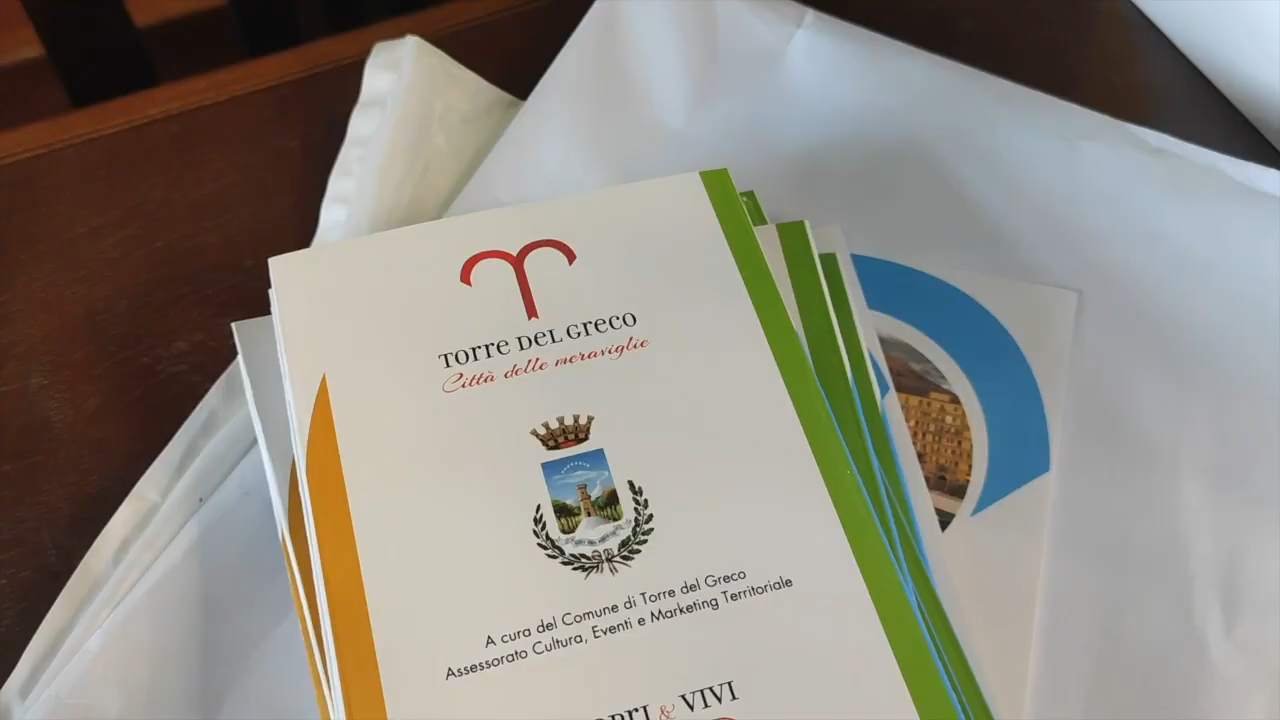 TORRE DEL GRECO
Città delle meraviglie
A cura del Comune di Torre del Greco
Assessorato Cultura, Eventi e Marketing Territoriale
& VIVI